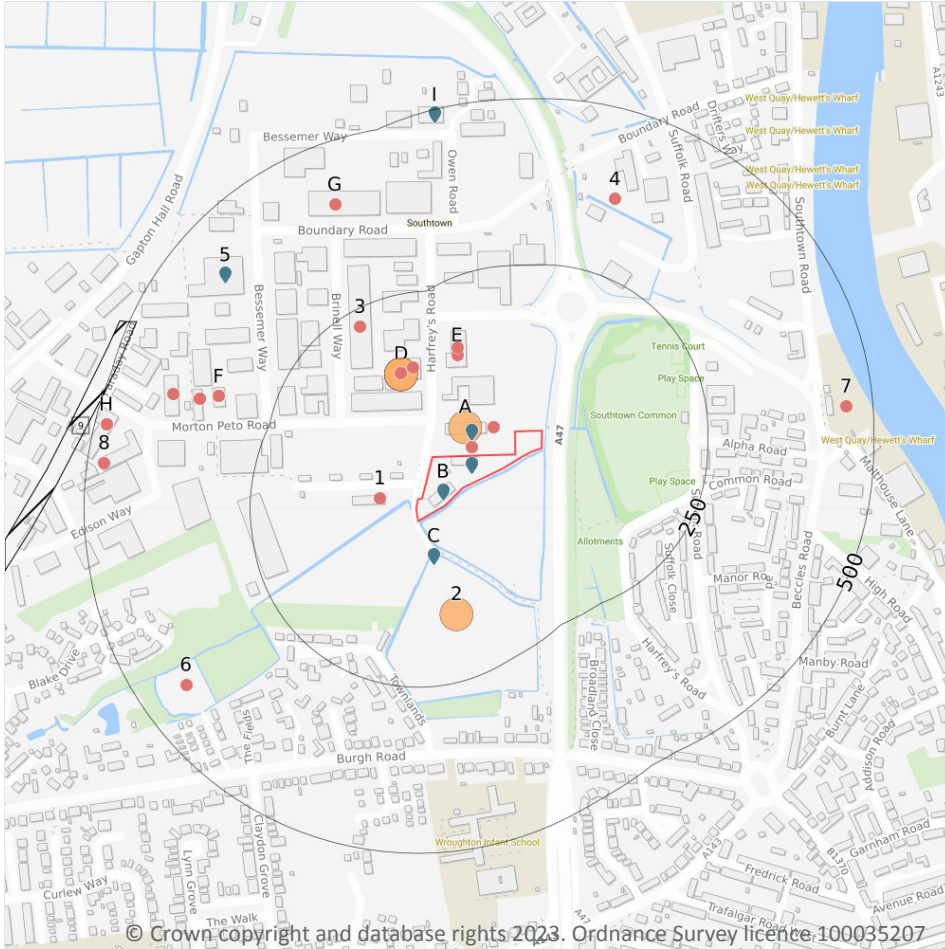 I
West Quay/Hewett's Wharf
A1243
Boundary Road
Drifters Way
West Quay/Hewett's Wharf
Bessemer Way
Suffolk Road
Owen Road
West Quay/Hewett's Wharf
4
G
West Quay/Hewett's Wharf
Gapton Hall Road
Southtown
Boundary Road
Southtown Road
5
Bessemer Way
Brinell Way
3
Harfrey's Road
E
Tennis Court
D
Play Space
F
H
7
A
Southtown Common
9
Morton Peto Road
A47
West Quay/Hewett's Wharf
8
Alpha Road
B
1
Play Space
Common Road
Malthouse Lane
Edison Way
250
C
Allotments
Suffolk Close
Manor Road
500
Beccles Road
High Road
2
Harfrey's Road
Blake Drive
6
Manby Road
Townlands
Broadland Close
Burnt Lane
The Fields
Addison Road
Burgh Road
Wroughton Infant School
A143
B1370
Garnham Road
Lynn Grove
Claydon Grove
Fredrick Road
Curlew Way
Avenue Road
The Walk
A47
Trafalgar Road
© Crown copyright and database rights 2023. Ordnance Survey licence 100035207